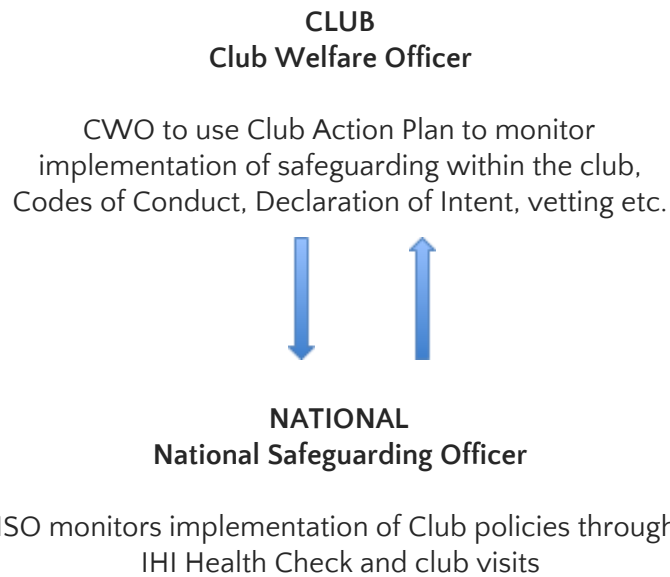 CLUB
Club Welfare Officer
CWO to use Club Action Plan to monitor
implementation of safeguarding within the club,
Codes of Conduct, Declaration of Intent, vetting etc.
NATIONAL
National Safeguarding Officer
monitors implementation of Club policies through
IHI Health Check and club visits